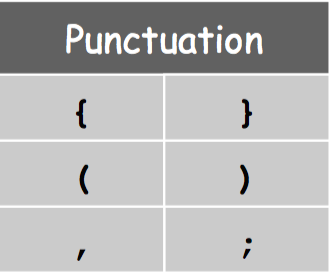 Punctuation
{ }
( )
, ;